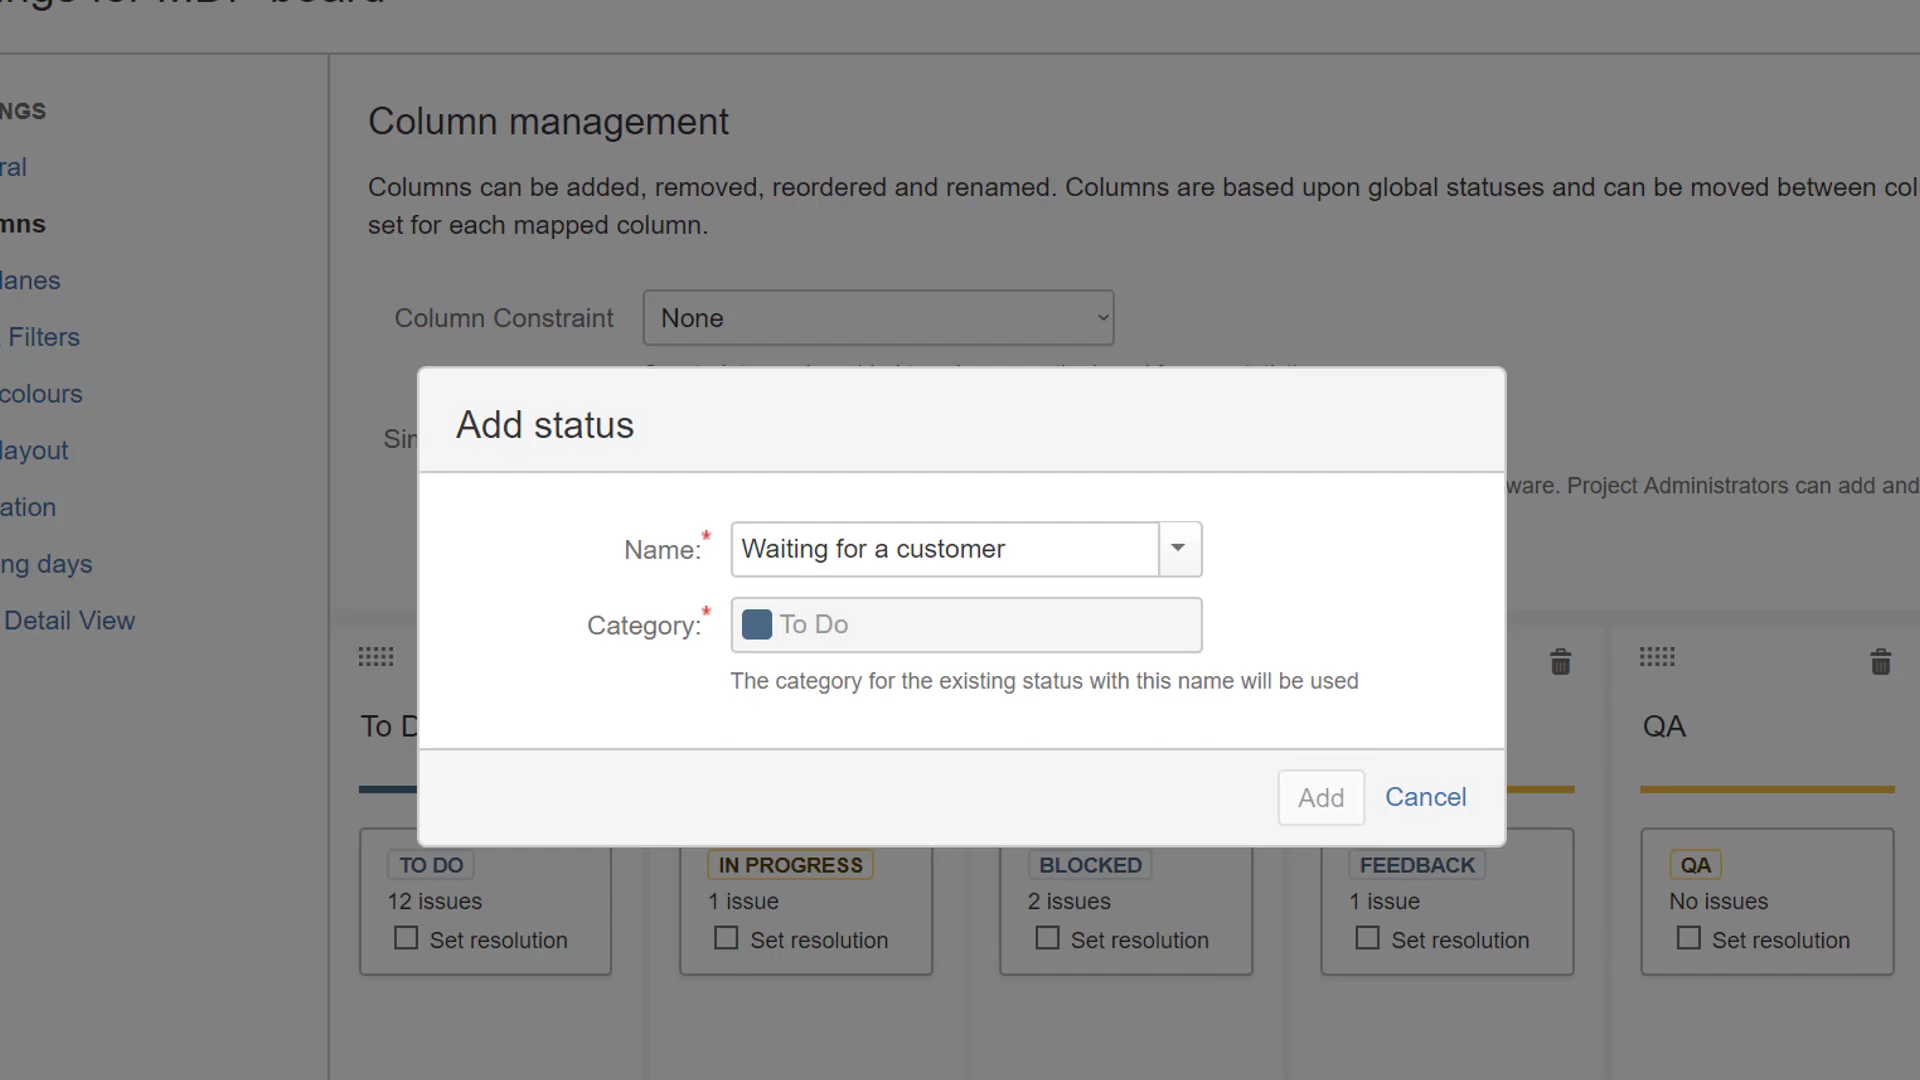 NGS
ral
mns
lanes
Filters
colours
layout
ation
ng days
Detail View
Column management
Columns can be added, removed, reordered and renamed. Columns are based upon global statuses and can be moved between col
set for each mapped column.
Column Constraint
None
Sin
ware. Project Administrators can add and
Add status
Name:*
Waiting for a customer
Category:*
To Do
The category for the existing status with this name will be used
Add
Cancel
To D
QA
TO DO
12 issues
Set resolution
IN PROGRESS
1 issue
Set resolution
BLOCKED
2 issues
Set resolution
FEEDBACK
1 issue
Set resolution
QA
No issues
Set resolution